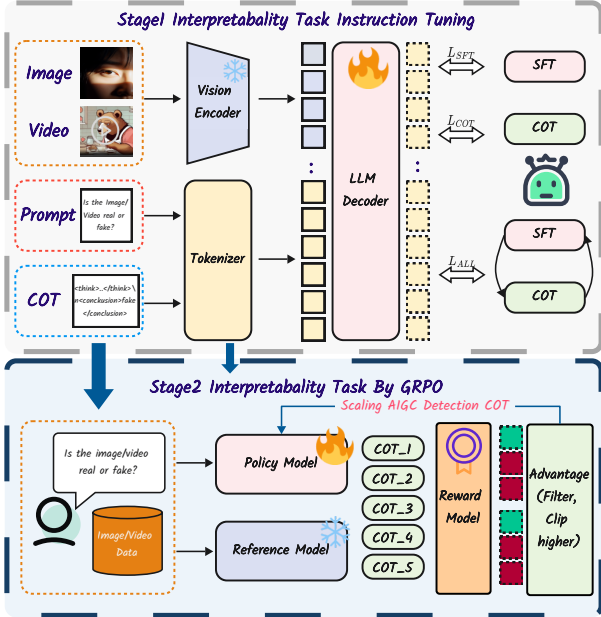 Stage1 Interpretabality Task Instruction Tuning
Image
Video
Vision
Encoder
LLM
Decoder
L_SFT
SFT
L_COT
COT
Prompt
Is the Image/
Video real or
fake?
Tokenizer
COT
<think>...</think>\
n<conclusion>fake
</conclusion>
L_ALL
SFT
COT
Stage2 Interpretabality Task By GRPO
Scaling AIGC Detection COT
Is the image/video
real or fake?
Image/Video
Data
Policy Model
Reference Model
COT_1
COT_2
COT_3
COT_4
COT_5
Reward
Model
Advantage
(Filter,
Clip
higher)